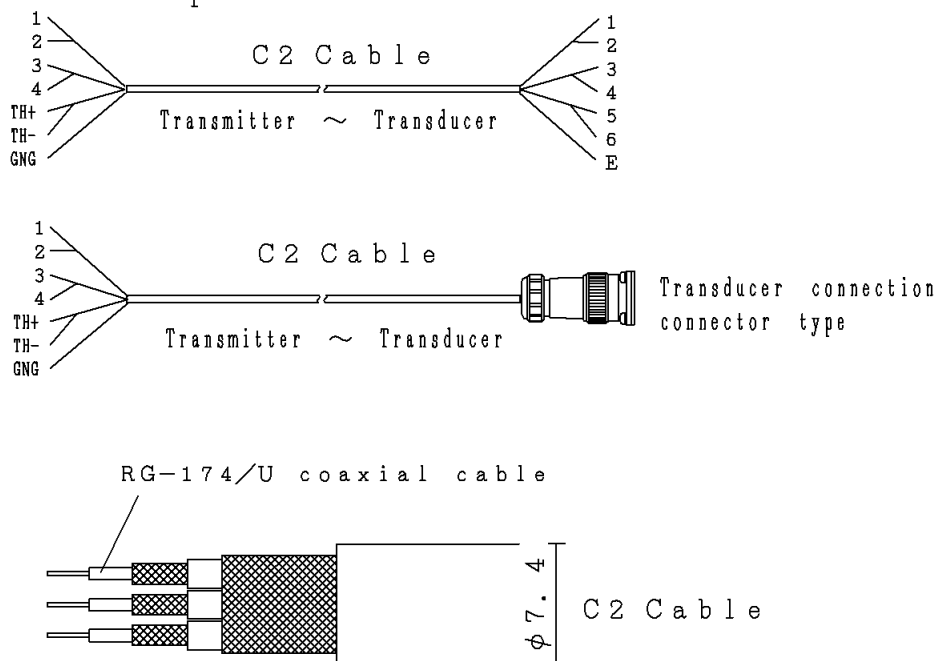 1
2
3
4
TH+
TH-
GNG
C2 Cable
Transmitter ～ Transducer
1
2
3
4
5
6
E
1
2
3
4
TH+
TH-
GNG
C2 Cable
Transmitter ～ Transducer
Transducer connection
connector type
RG-174/U coaxial cable
φ7.4
C2 Cable